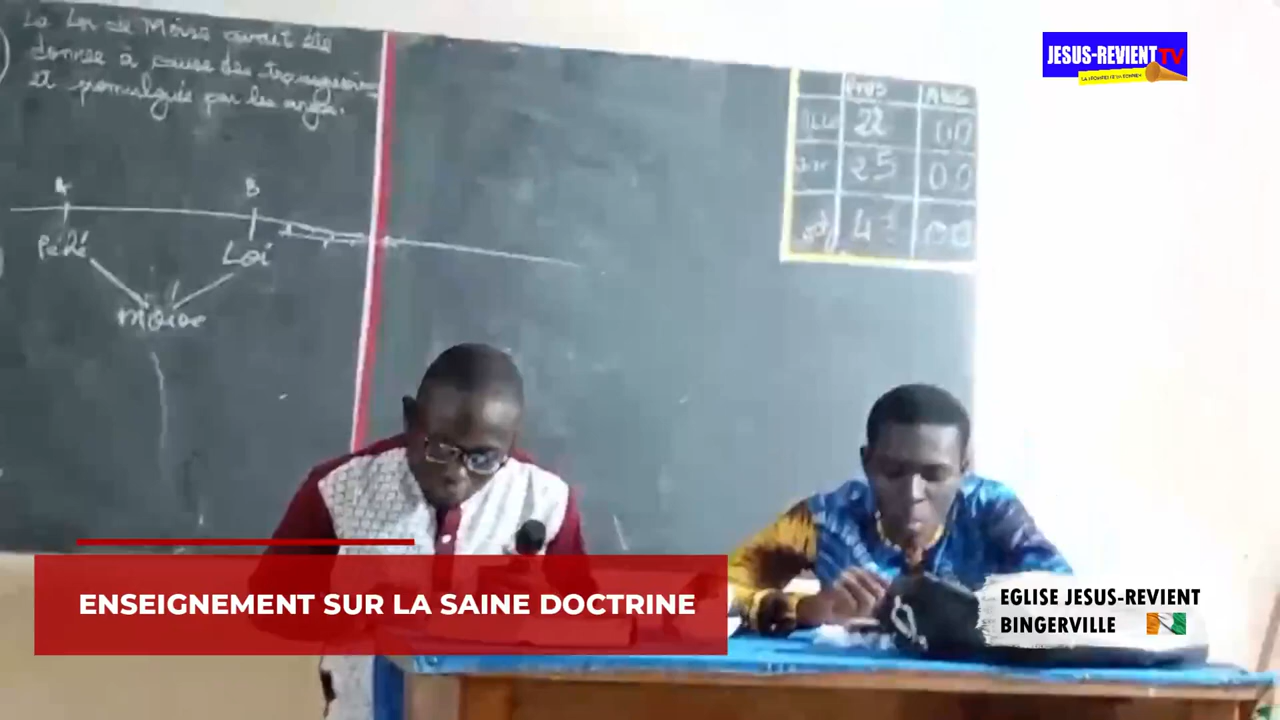 La Loi de Moïse avait été
donnée à cause des transgressions
et promulguée par les anges.
A B
Péché Loi
Moïse
22 00
25 00
00
JESUS-REVIENT TV
ENSEIGNEMENT SUR LA SAINE DOCTRINE
EGLISE JESUS-REVIENT
BINGERVILLE